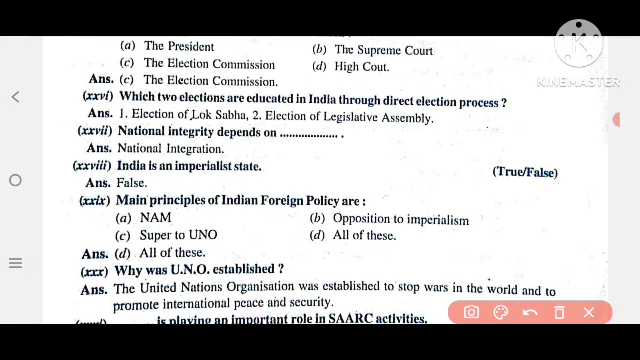 (a) The President (b) The Supreme Court
(c) The Election Commission (d) High Cout.
Ans. (c) The Election Commission.
(xxvi) Which two elections are educated in India through direct election process ?
Ans. 1. Election of Lok Sabha, 2. Election of Legislative Assembly.
(xxvii) National integrity depends on ................... .
Ans. National Integration.
(xxviii) India is an imperialist state. (True/False)
Ans. False.
(xxix) Main principles of Indian Foreign Policy are :
(a) NAM (b) Opposition to imperialism
(c) Super to UNO (d) All of these.
Ans. (d) All of these.
(xxx) Why was U.N.O. established ?
Ans. The United Nations Organisation was established to stop wars in the world and to
promote international peace and security.
is playing an important role in SAARC activities.
KINEMASTER